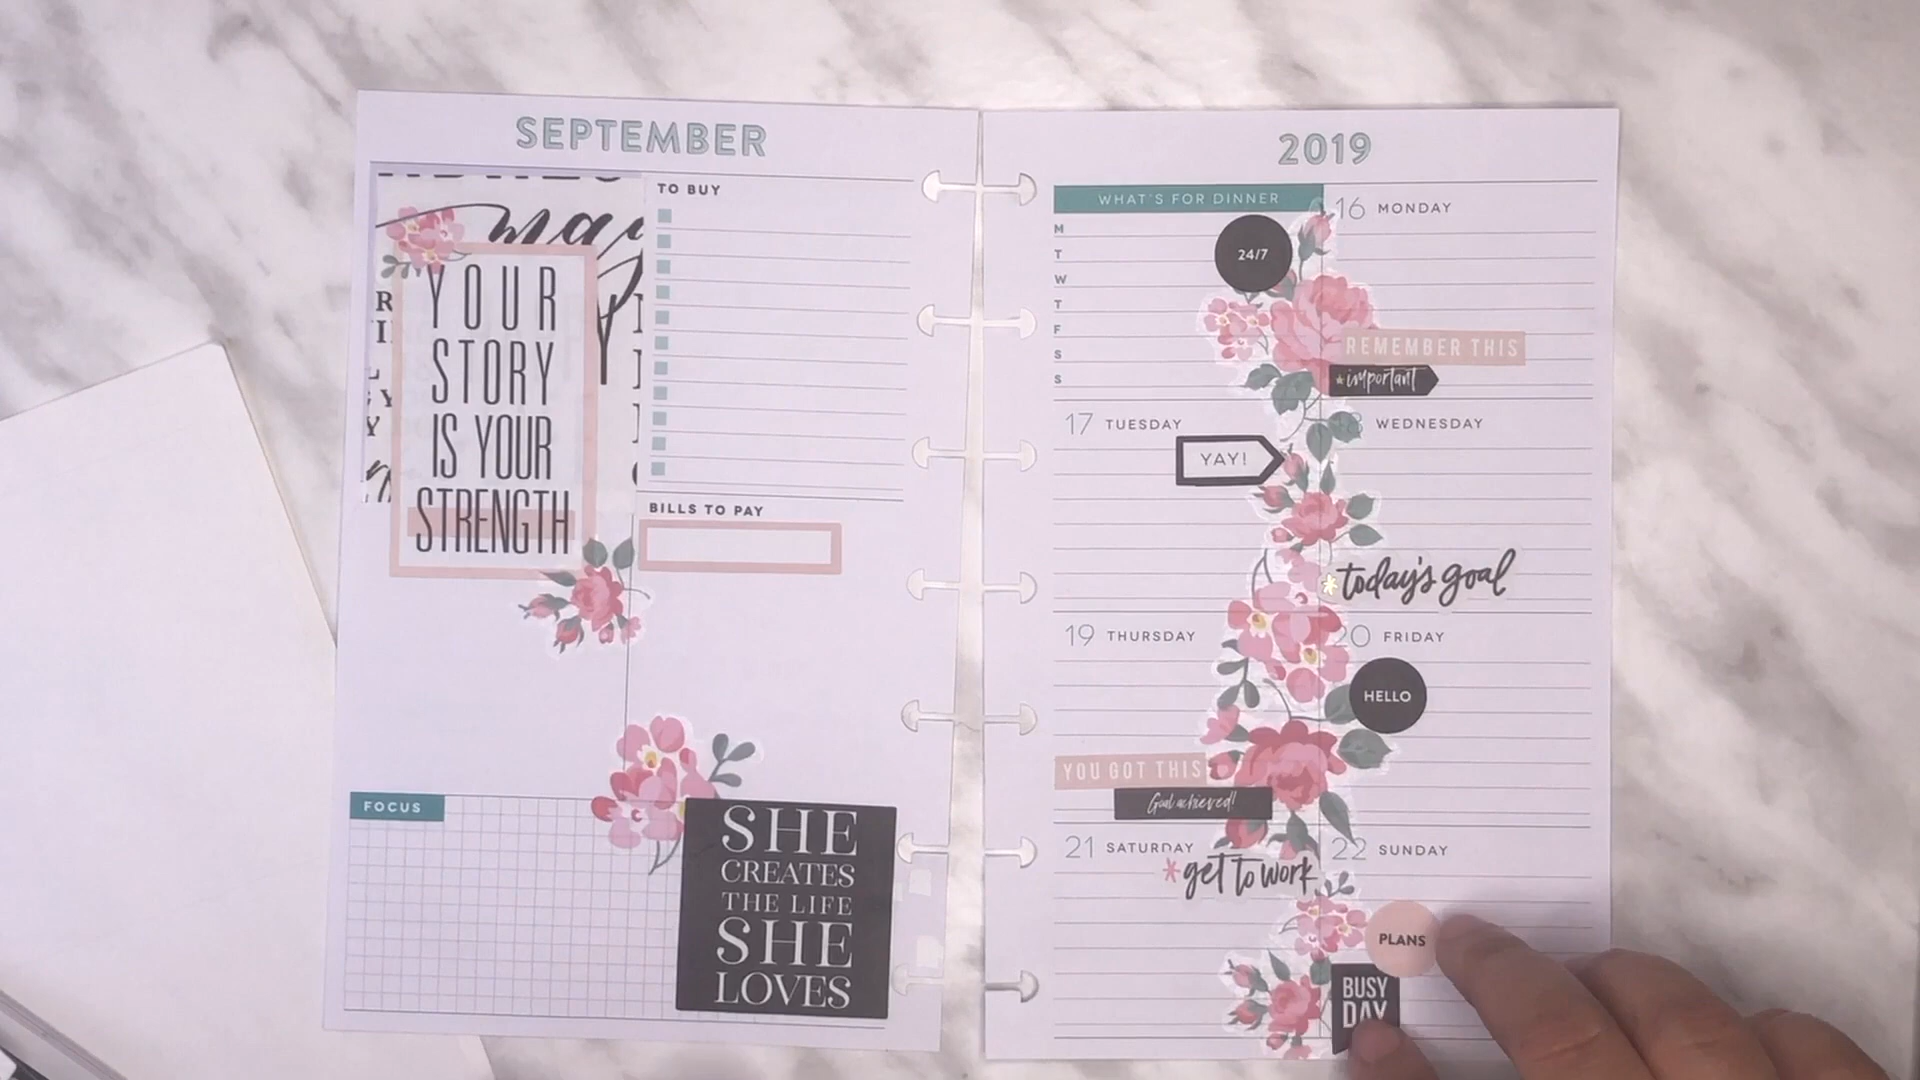 SEPTEMBER
YOUR
STORY
IS YOUR
STRENGTH
TO BUY
BILLS TO PAY
FOCUS
SHE
CREATES
THE LIFE
SHE
LOVES
2019
WHAT'S FOR DINNER
M
T
W
T
F
S
S
24/7
16 MONDAY
REMEMBER THIS
*important
17 TUESDAY
YAY!
18 WEDNESDAY
*today's goal
19 THURSDAY
YOU GOT THIS
Goal achieved!
20 FRIDAY
HELLO
21 SATURDAY
*get to work
22 SUNDAY
PLANS
BUSY
DAY